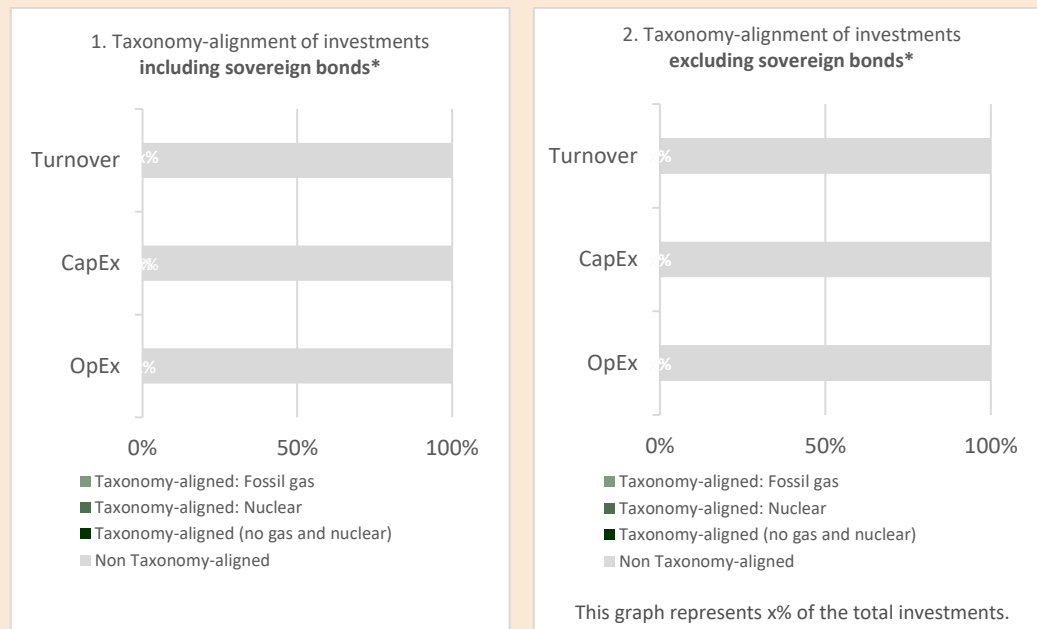 1. Taxonomy-alignment of investments
including sovereign bonds*
Turnover
x%
CapEx
%
OpEx
%
0% 50% 100%
Taxonomy-aligned: Fossil gas
Taxonomy-aligned: Nuclear
Taxonomy-aligned (no gas and nuclear)
Non Taxonomy-aligned
2. Taxonomy-alignment of investments
excluding sovereign bonds*
Turnover
%
CapEx
%
OpEx
%
0% 50% 100%
Taxonomy-aligned: Fossil gas
Taxonomy-aligned: Nuclear
Taxonomy-aligned (no gas and nuclear)
Non Taxonomy-aligned
This graph represents x% of the total investments.